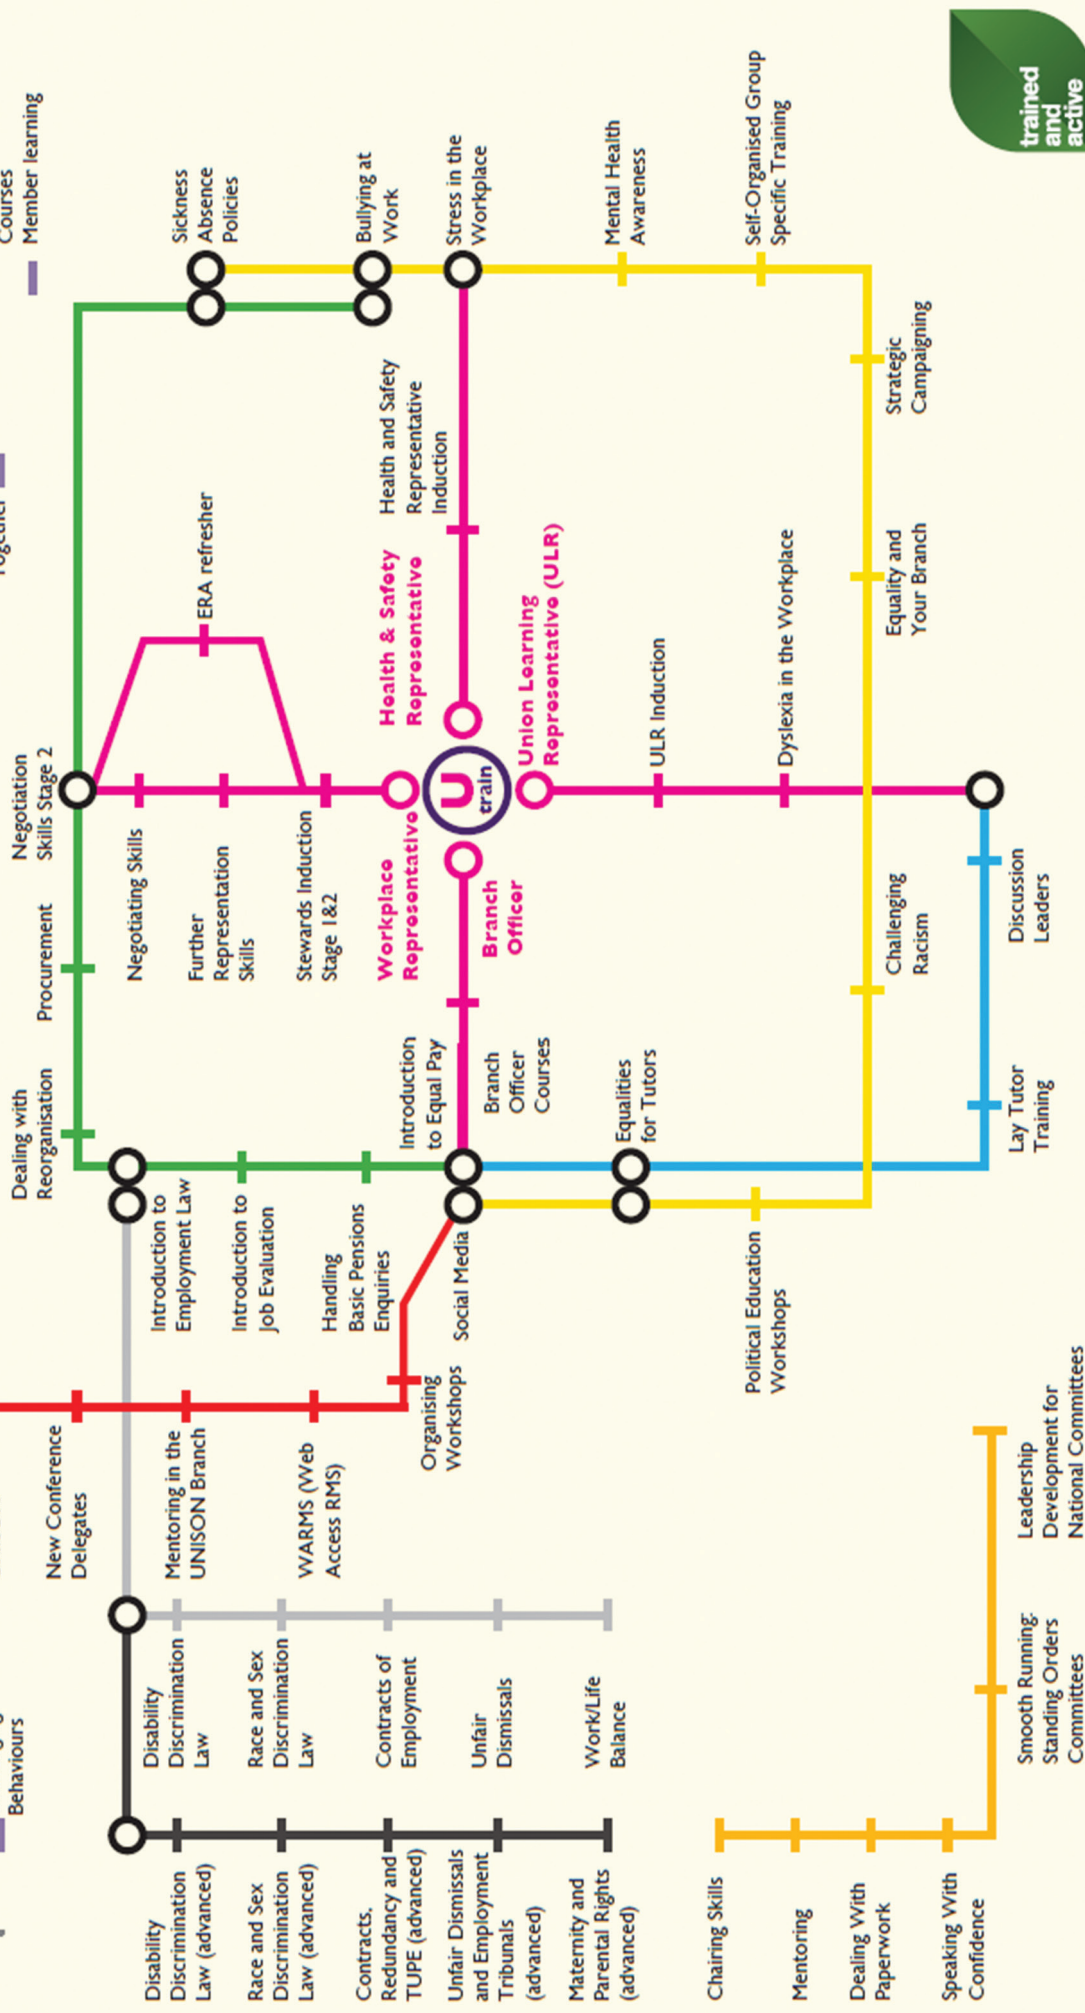 Courses
Member learning
Behaviours
New Conference
Delegates
Mentoring in the
UNISON Branch
WARMS (Web
Access RMS)
Organising
Workshops
Social Media
Dealing with
Reorganisation
Procurement
Negotiation
Skills Stage 2
Introduction to
Employment Law
Introduction to
Job Evaluation
Handling
Basic Pensions
Enquiries
Introduction
to Equal Pay
Negotiating Skills
Further
Representation
Skills
Stewards Induction
Stage 1&2
ERA refresher
Workplace
Representative
Health & Safety
Representative
Health and Safety
Representative
Induction
Sickness
Absence
Policies
Bullying at
Work
Stress in the
Workplace
U
train
Branch
Officer
Branch
Officer
Courses
Union Learning
Representative (ULR)
ULR Induction
Dyslexia in the Workplace
Mental Health
Awareness
Self-Organised Group
Specific Training
Strategic
Campaigning
Equality and
Your Branch
Challenging
Racism
Equalities
for Tutors
Political Education
Workshops
Lay Tutor
Training
Discussion
Leaders
Disability
Discrimination
Law
Race and Sex
Discrimination
Law
Contracts of
Employment
Unfair
Dismissals
Work/Life
Balance
Disability
Discrimination
Law (advanced)
Race and Sex
Discrimination
Law (advanced)
Contracts,
Redundancy and
TUPE (advanced)
Unfair Dismissals
and Employment
Tribunals
(advanced)
Maternity and
Parental Rights
(advanced)
Chairing Skills
Mentoring
Dealing With
Paperwork
Speaking With
Confidence
Smooth Running:
Standing Orders
Committees
Leadership
Development for
National Committees
trained
and
active